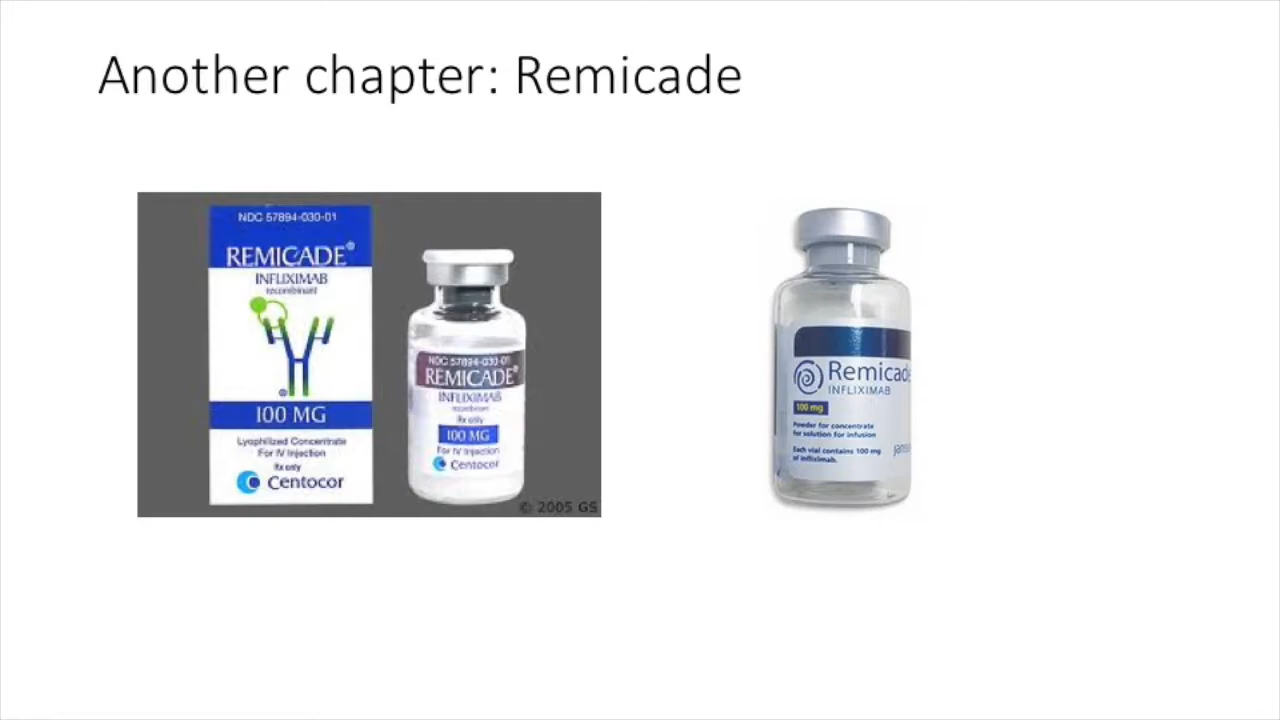 Another chapter: Remicade
NDC 57894-030-01
REMICADE®
INFLIXIMAB
recombinant
100 MG
Lyophilized Concentrate
For IV Injection
Rx only
Centocor
NDC 57894-030-01
REMICADE®
INFLIXIMAB
recombinant
Rx only
100 MG
For IV Injection
Centocor
© 2005 GS
Remicade
INFLIXIMAB
100 mg
Powder for concentrate
for solution for infusion
Each vial contains 100 mg
of infliximab.